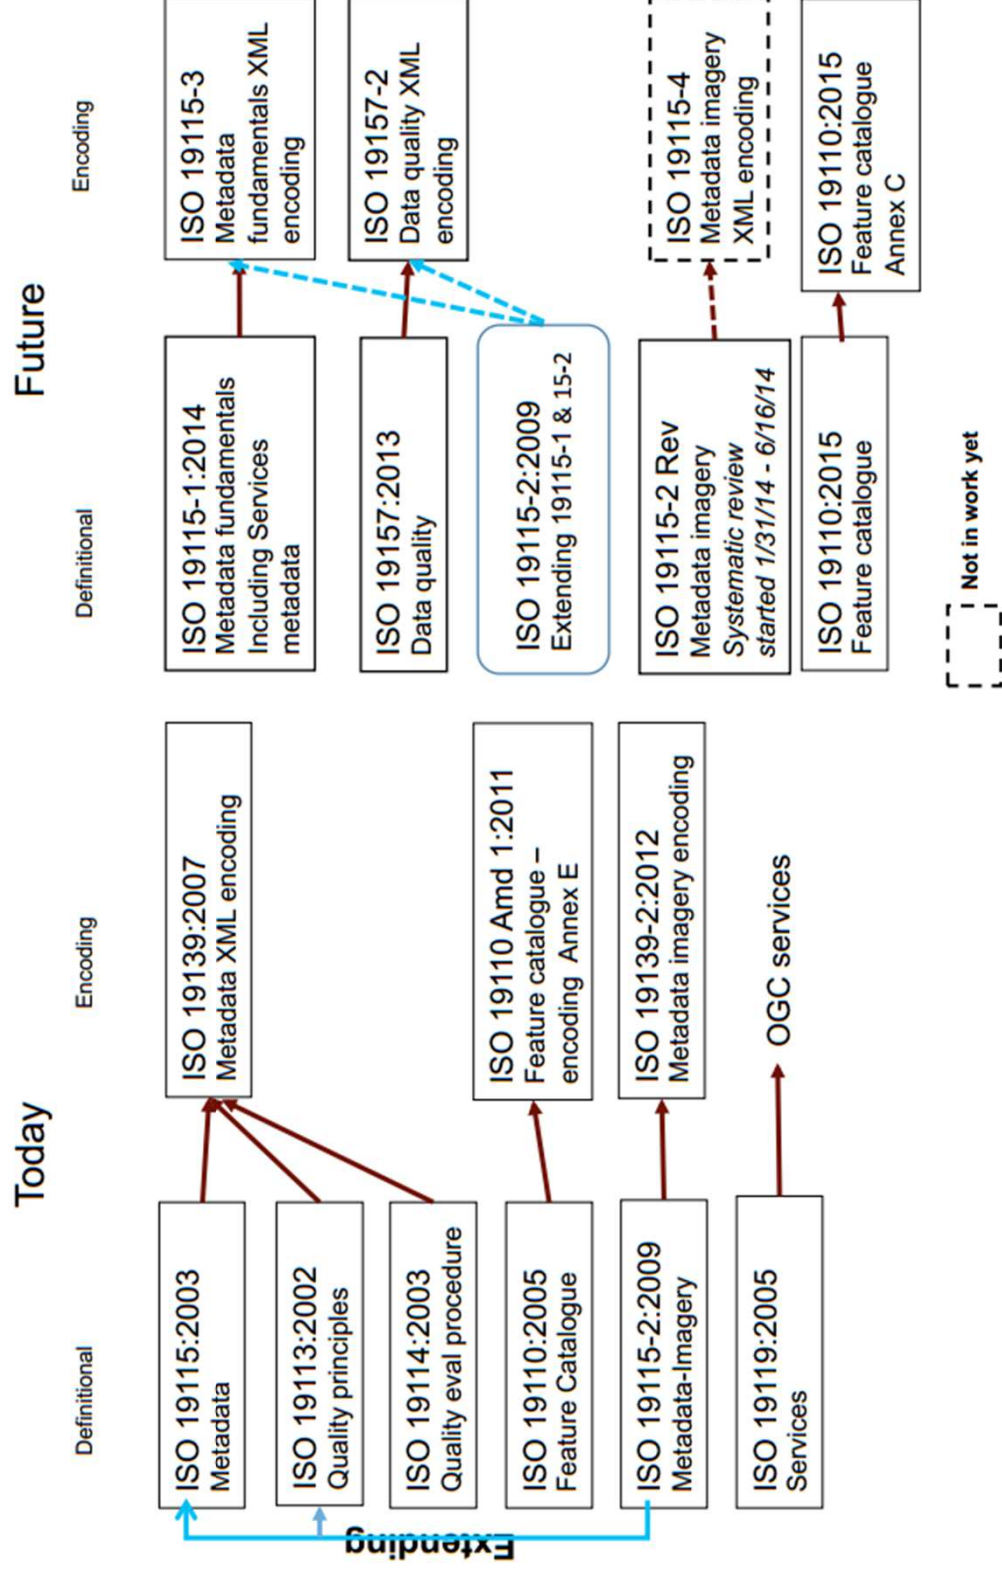 Today
Future
Definitional
Encoding
Definitional
Encoding
ISO 19115:2003
Metadata
ISO 19113:2002
Quality principles
ISO 19114:2003
Quality eval procedure
ISO 19110:2005
Feature Catalogue
ISO 19115-2:2009
Metadata-Imagery
ISO 19119:2005
Services
Extending
ISO 19139:2007
Metadata XML encoding
ISO 19110 Amd 1:2011
Feature catalogue –
encoding Annex E
ISO 19139-2:2012
Metadata imagery encoding
OGC services
ISO 19115-1:2014
Metadata fundamentals
Including Services
metadata
ISO 19157:2013
Data quality
ISO 19115-2:2009
Extending 19115-1 & 15-2
ISO 19115-2 Rev
Metadata imagery
Systematic review
started 1/31/14 - 6/16/14
ISO 19110:2015
Feature catalogue
ISO 19115-3
Metadata
fundamentals XML
encoding
ISO 19157-2
Data quality XML
encoding
ISO 19115-4
Metadata imagery
XML encoding
ISO 19110:2015
Feature catalogue
Annex C
Not in work yet